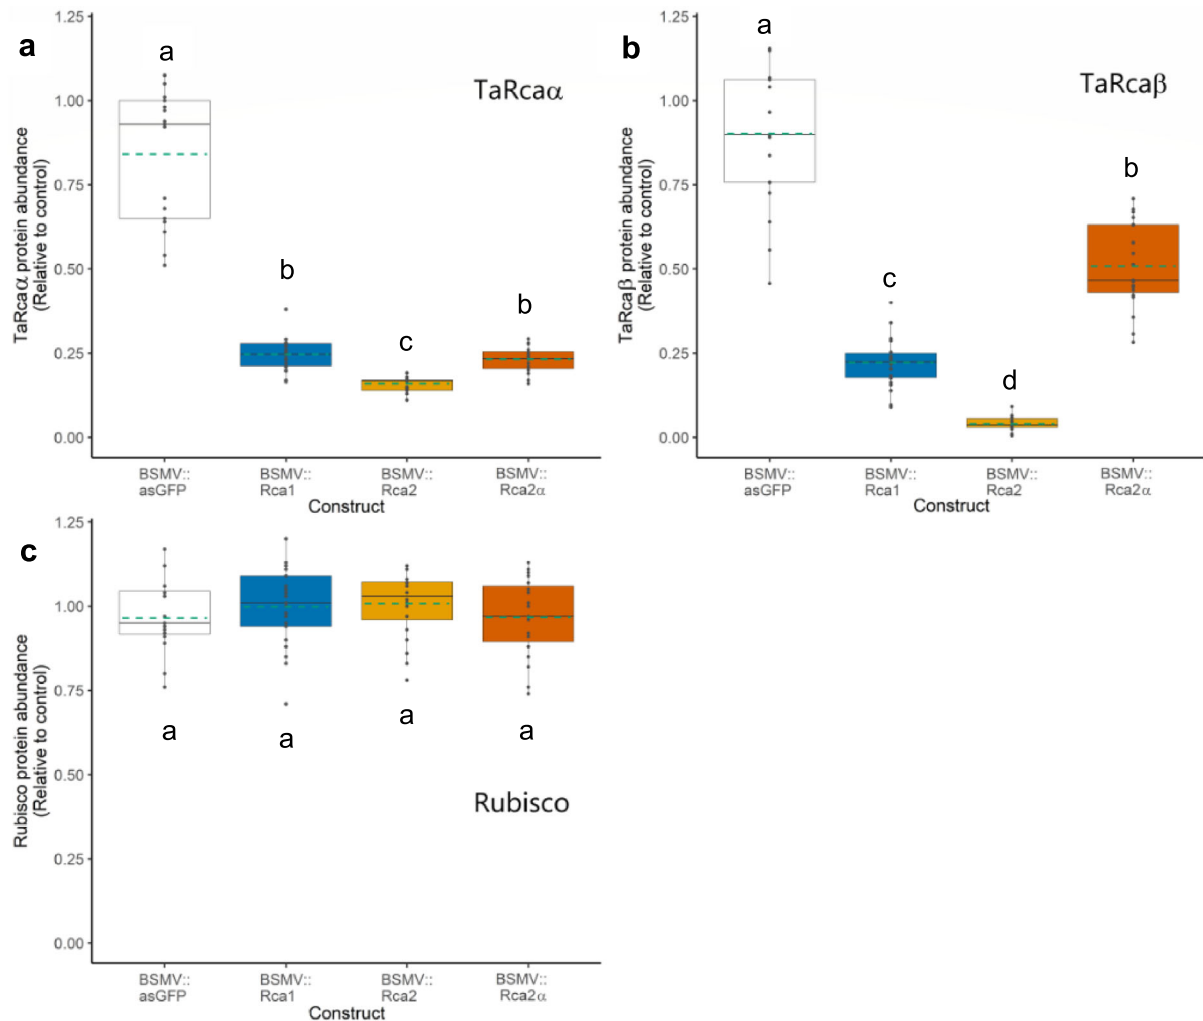 a
1.25
1.00
0.75
0.50
0.25
0.00
TaRcaα protein abundance
(Relative to control)
TaRcaα
a
b
c
b
BSMV::
asGFP
BSMV::
Rca1
BSMV::
Rca2
BSMV::
Rca2α
Construct
b
1.25
1.00
0.75
0.50
0.25
0.00
TaRcaβ protein abundance
(Relative to control)
TaRcaβ
a
c
d
b
BSMV::
asGFP
BSMV::
Rca1
BSMV::
Rca2
BSMV::
Rca2α
Construct
c
1.25
1.00
0.75
0.50
0.25
0.00
Rubisco protein abundance
(Relative to control)
a
a
a
a
Rubisco
BSMV::
asGFP
BSMV::
Rca1
BSMV::
Rca2
BSMV::
Rca2α
Construct